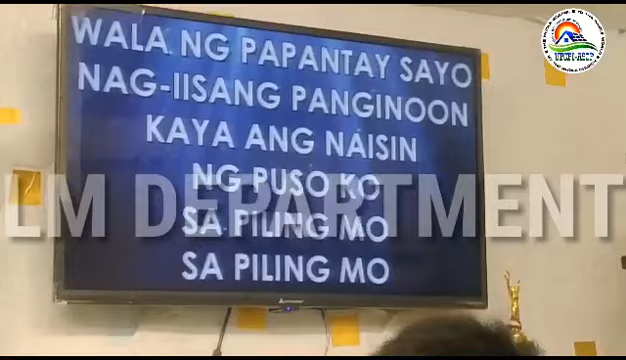 WALA NG PAPANTAY SAYO
NAG-IISANG PANGINOON
KAYA ANG NAISIN
NG PUSO KO
SA PILING MO
SA PILING MO
LM DEPARTMENT